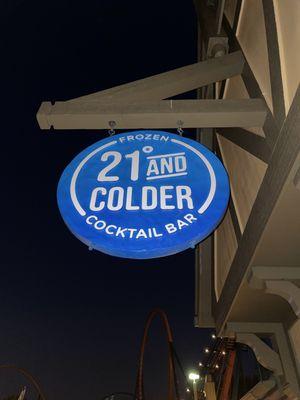 FROZEN
21° AND
COLDER
COCKTAIL BAR